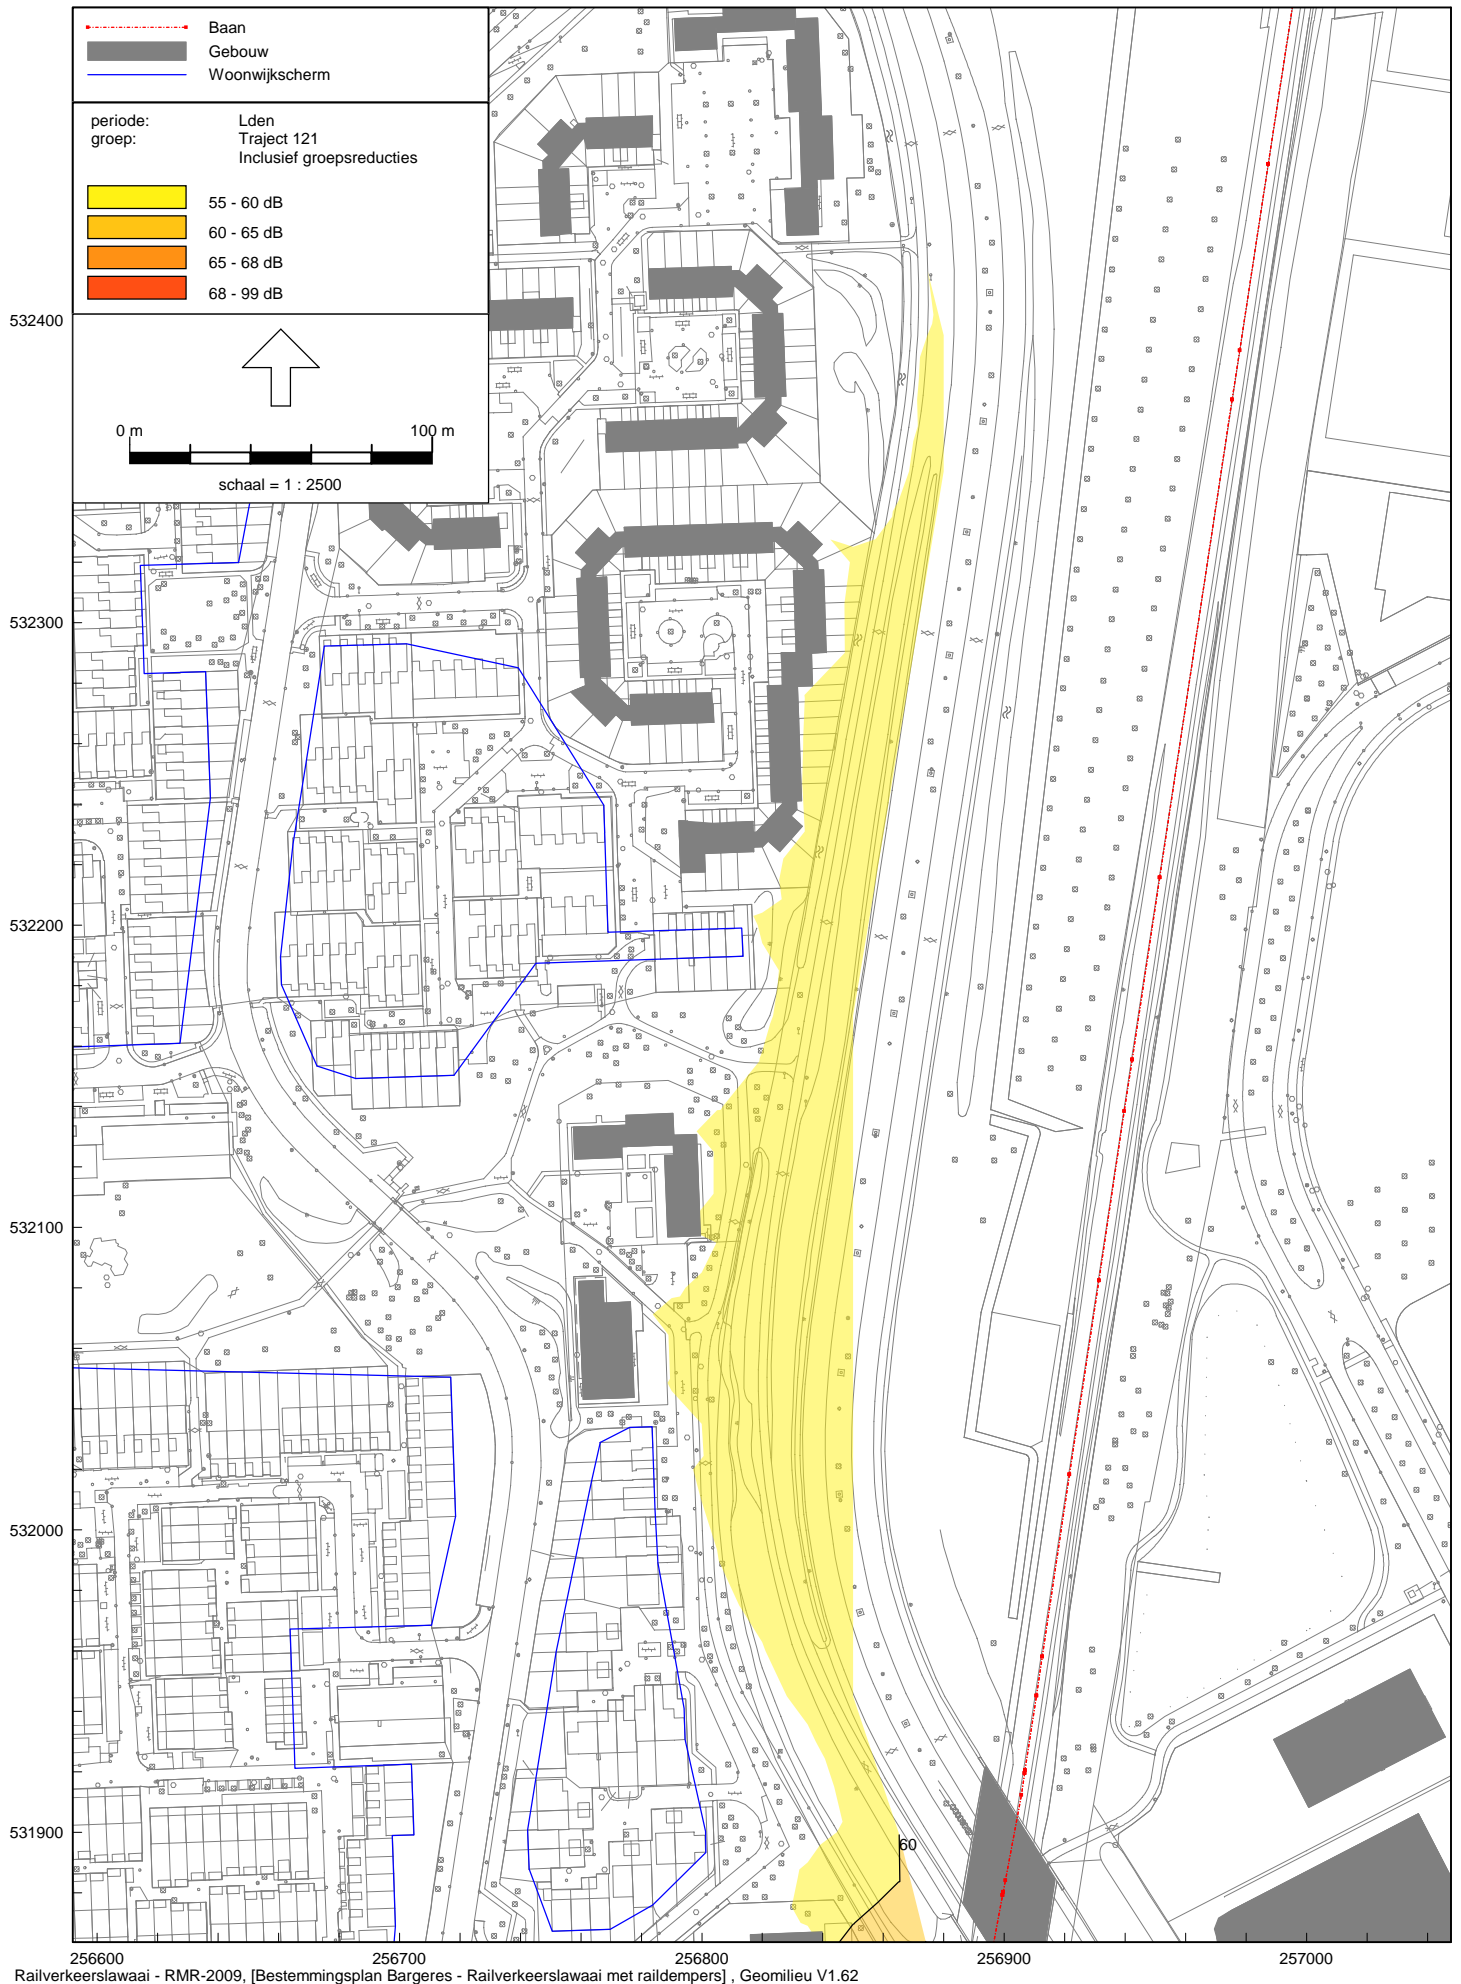 Baan
Gebouw
Woonwijkscherm
periode: Lden
groep: Traject 121
Inclusief groepsreducties
55 - 60 dB
60 - 65 dB
65 - 68 dB
68 - 99 dB
0 m 100 m
schaal = 1 : 2500
532400
532300
532200
532100
532000
531900
60
256600 256700 256800 256900 257000
Railverkeerslawaai - RMR-2009, [Bestemmingsplan Bargeres - Railverkeerslawaai met raildempers] , Geomilieu V1.62